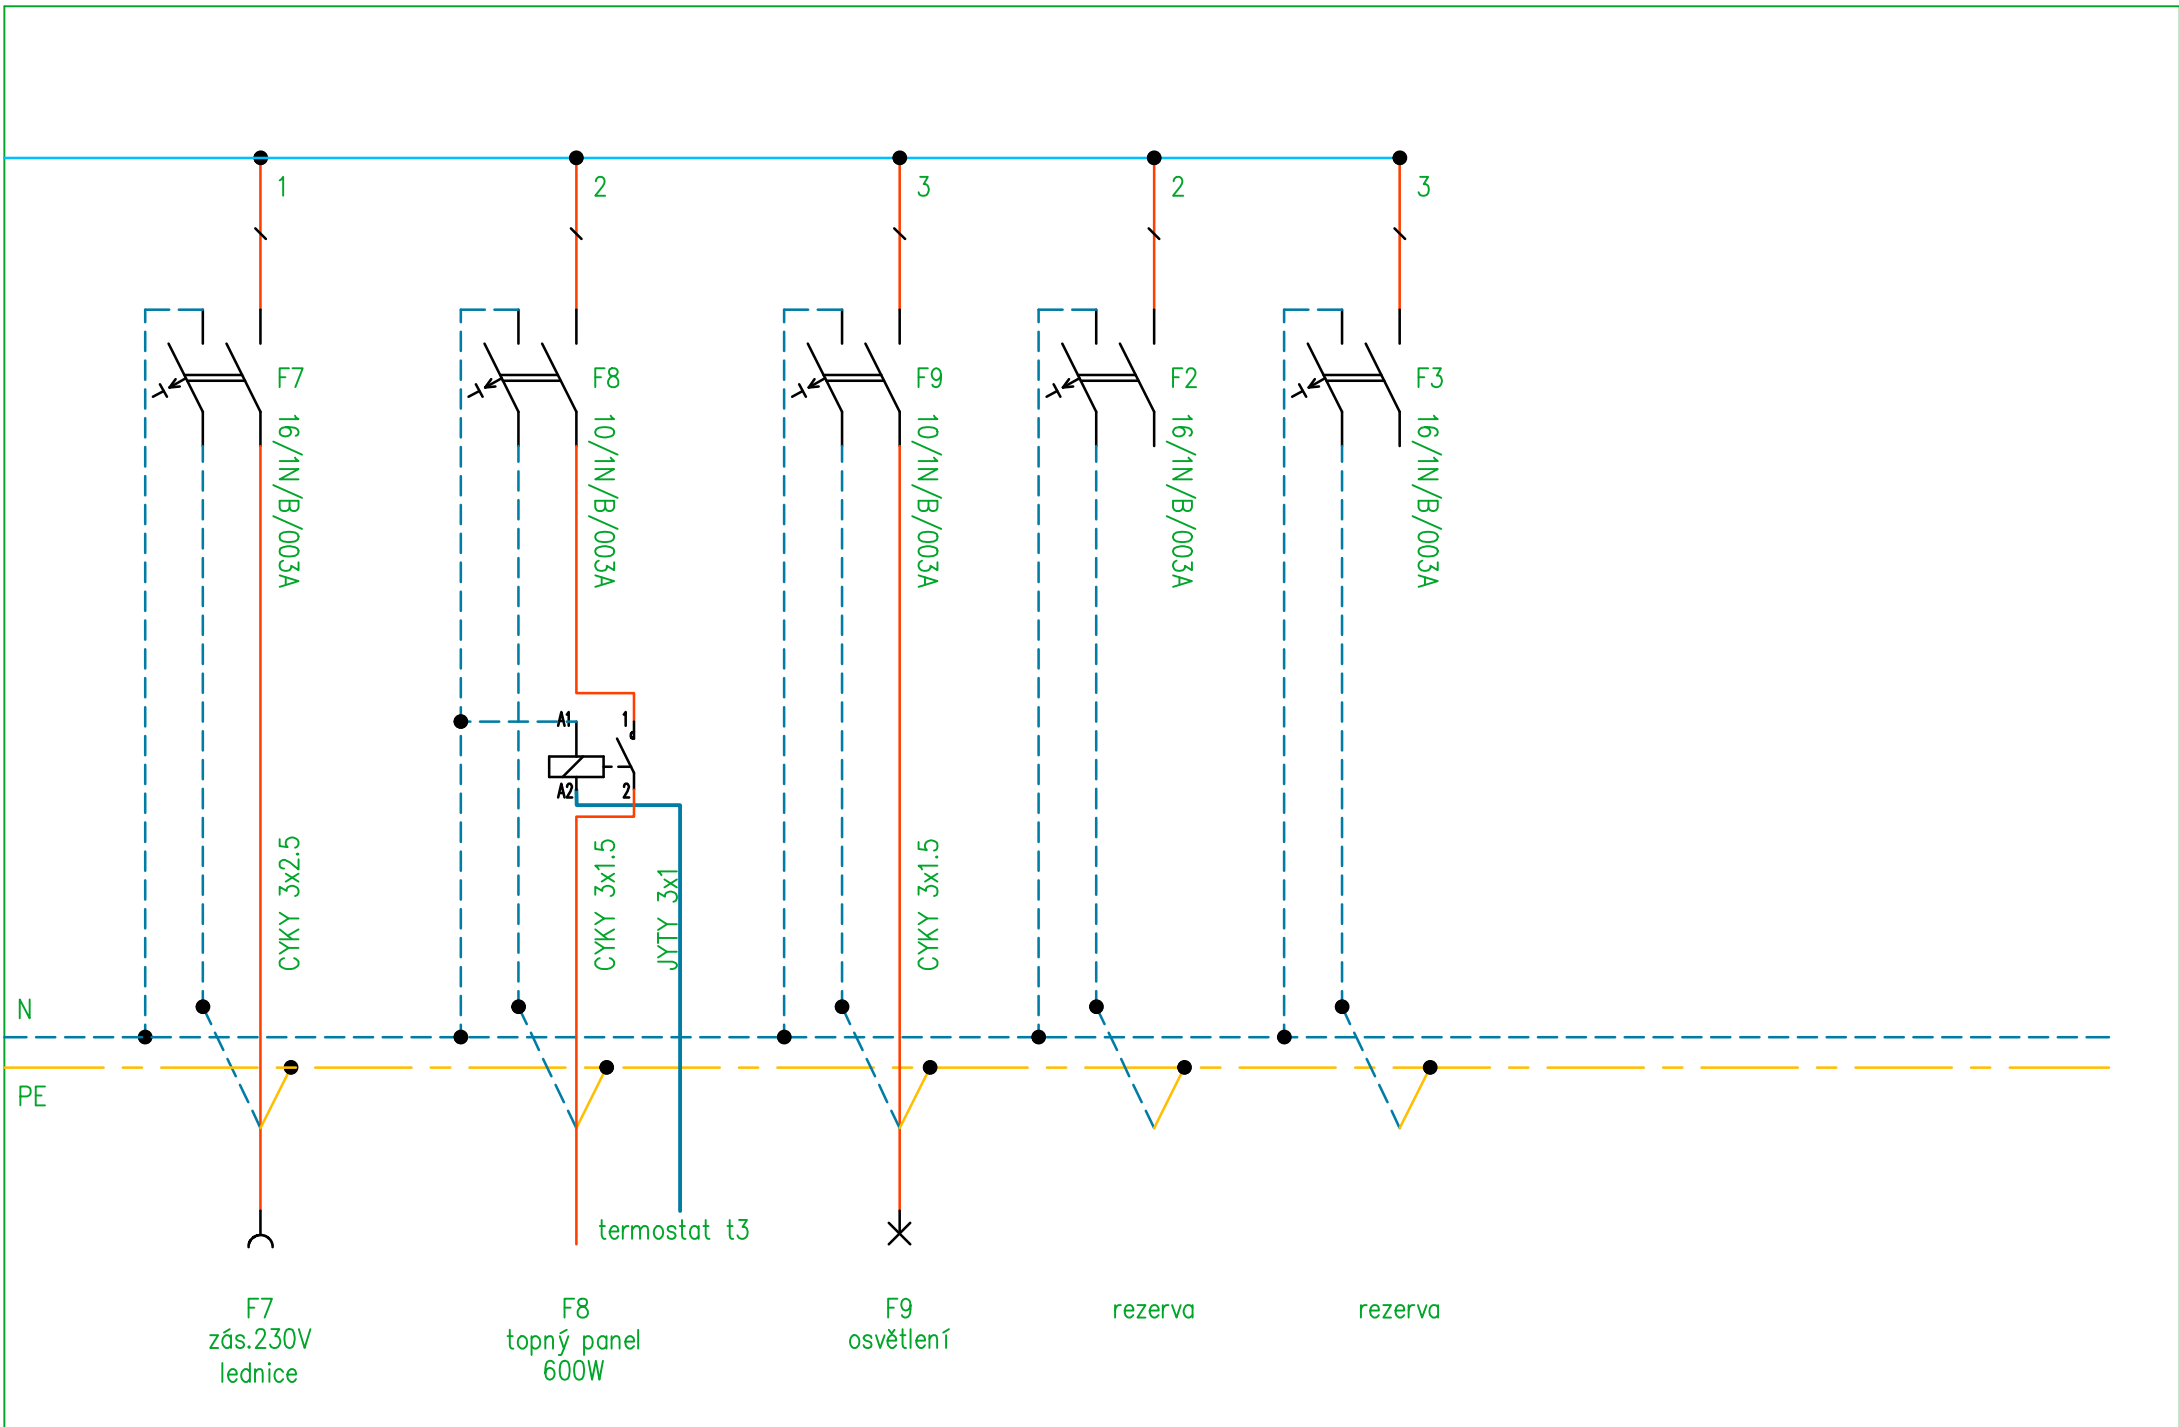 1
2
3
2
3
F7
F8
F9
F2
F3
16/1N/B/003A
10/1N/B/003A
10/1N/B/003A
16/1N/B/003A
16/1N/B/003A
A1
1
A2
2
CYKY 3x2.5
CYKY 3x1.5
JYTY 3x1
CYKY 3x1.5
N
PE
termostat t3
F7
zás.230V
lednice
F8
topný panel
600W
F9
osvětlení
rezerva
rezerva